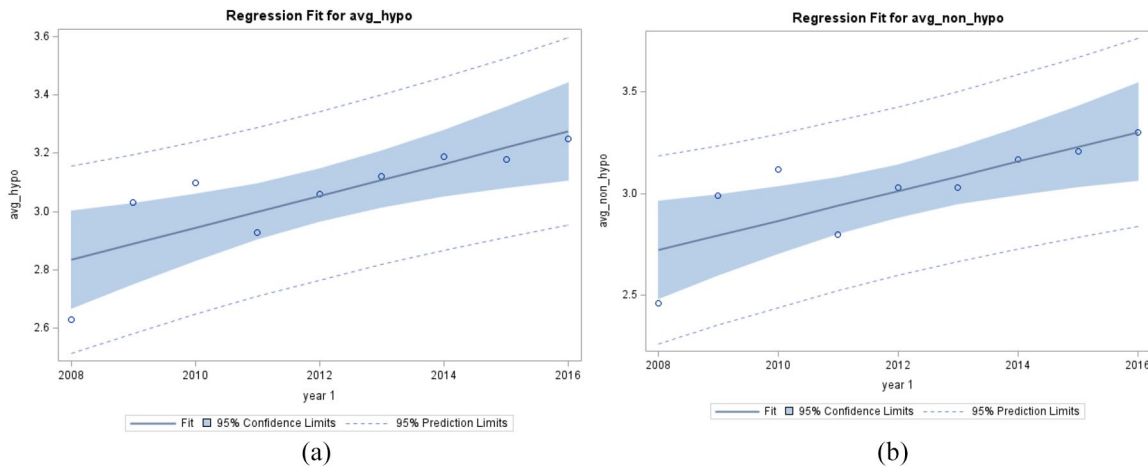 Regression Fit for avg_hypo
avg_hypo
3.6
3.4
3.2
3.0
2.8
2.6
2008
2010
2012
2014
2016
year 1
Fit 95% Confidence Limits 95% Prediction Limits
(a)
Regression Fit for avg_non_hypo
avg_non_hypo
3.5
3.0
2.5
2008
2010
2012
2014
2016
year 1
Fit 95% Confidence Limits 95% Prediction Limits
(b)